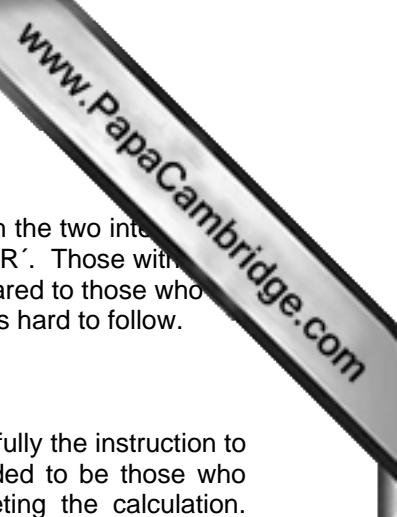 www.PapaCambridge.com
n the two
R´. Those with
ared to those who
s hard to follow.
fully the instruction to
ded to be those who
eting the calculation.